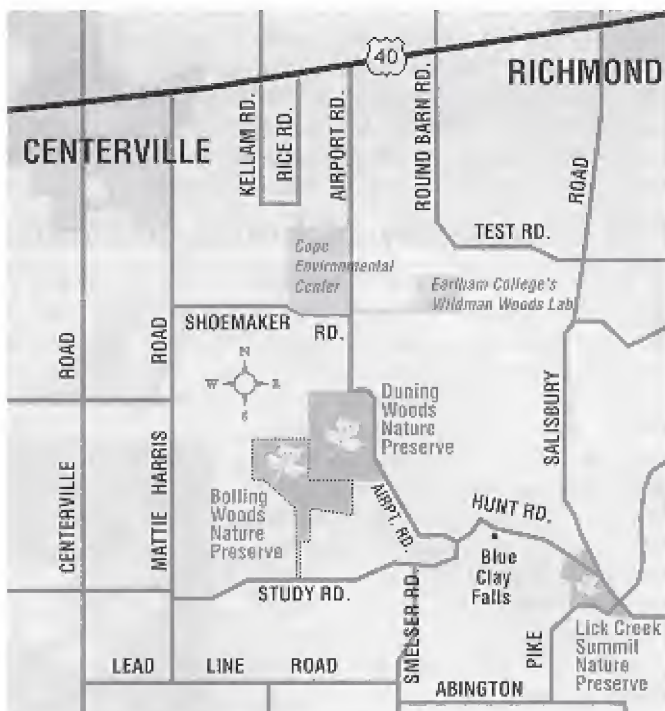 40
RICHMOND
CENTERVILLE
KELLAM RD.
RICE RD.
AIRPORT RD.
ROUND BARN RD.
ROAD
TEST RD.
Cope
Environmental
Center
Earlham College's
Wildman Woods Lab
SHOEMAKER
RD.
ROAD
ROAD
N
W
E
S
Duning
Woods
Nature
Preserve
SALISBURY
CENTERVILLE
MATTIE HARRIS
Bolling
Woods
Nature
Preserve
AIRPT. RD.
HUNT RD.
Blue
Clay
Falls
STUDY RD.
SMELSER RD.
PIKE
Lick Creek
Summit
Nature
Preserve
LEAD LINE ROAD
ABINGTON